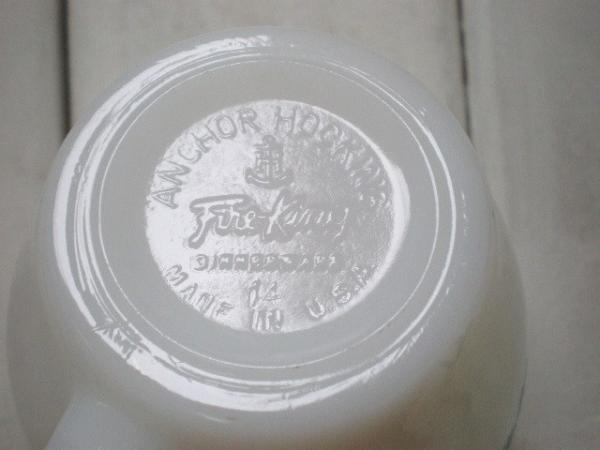 ANCHOR HOCKING
Fire-King
DINNERWARE
14
MADE IN U.S.A.